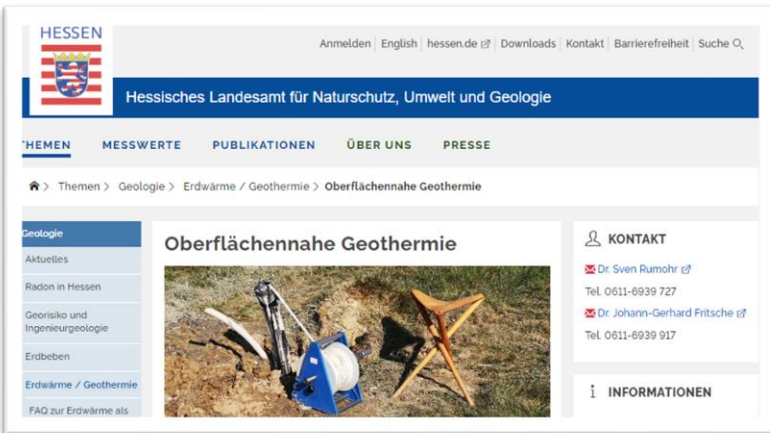 HESSEN
Anmelden English hessen.de Downloads Kontakt Barrierefreiheit Suche
Hessisches Landesamt für Naturschutz, Umwelt und Geologie
THEMEN MESSWERTE PUBLIKATIONEN ÜBER UNS PRESSE
> Themen > Geologie > Erdwärme / Geothermie > Oberflächennahe Geothermie
Geologie
Aktuelles
Radon in Hessen
Georisiko und
Ingenieurgeologie
Erdbeben
Erdwärme / Geothermie
FAQ zur Erdwärme als
Oberflächennahe Geothermie
KONTAKT
Dr. Sven Rumohr
Tel. 0611-6939 727
Dr. Johann-Gerhard Fritsche
Tel. 0611-6939 917
i INFORMATIONEN